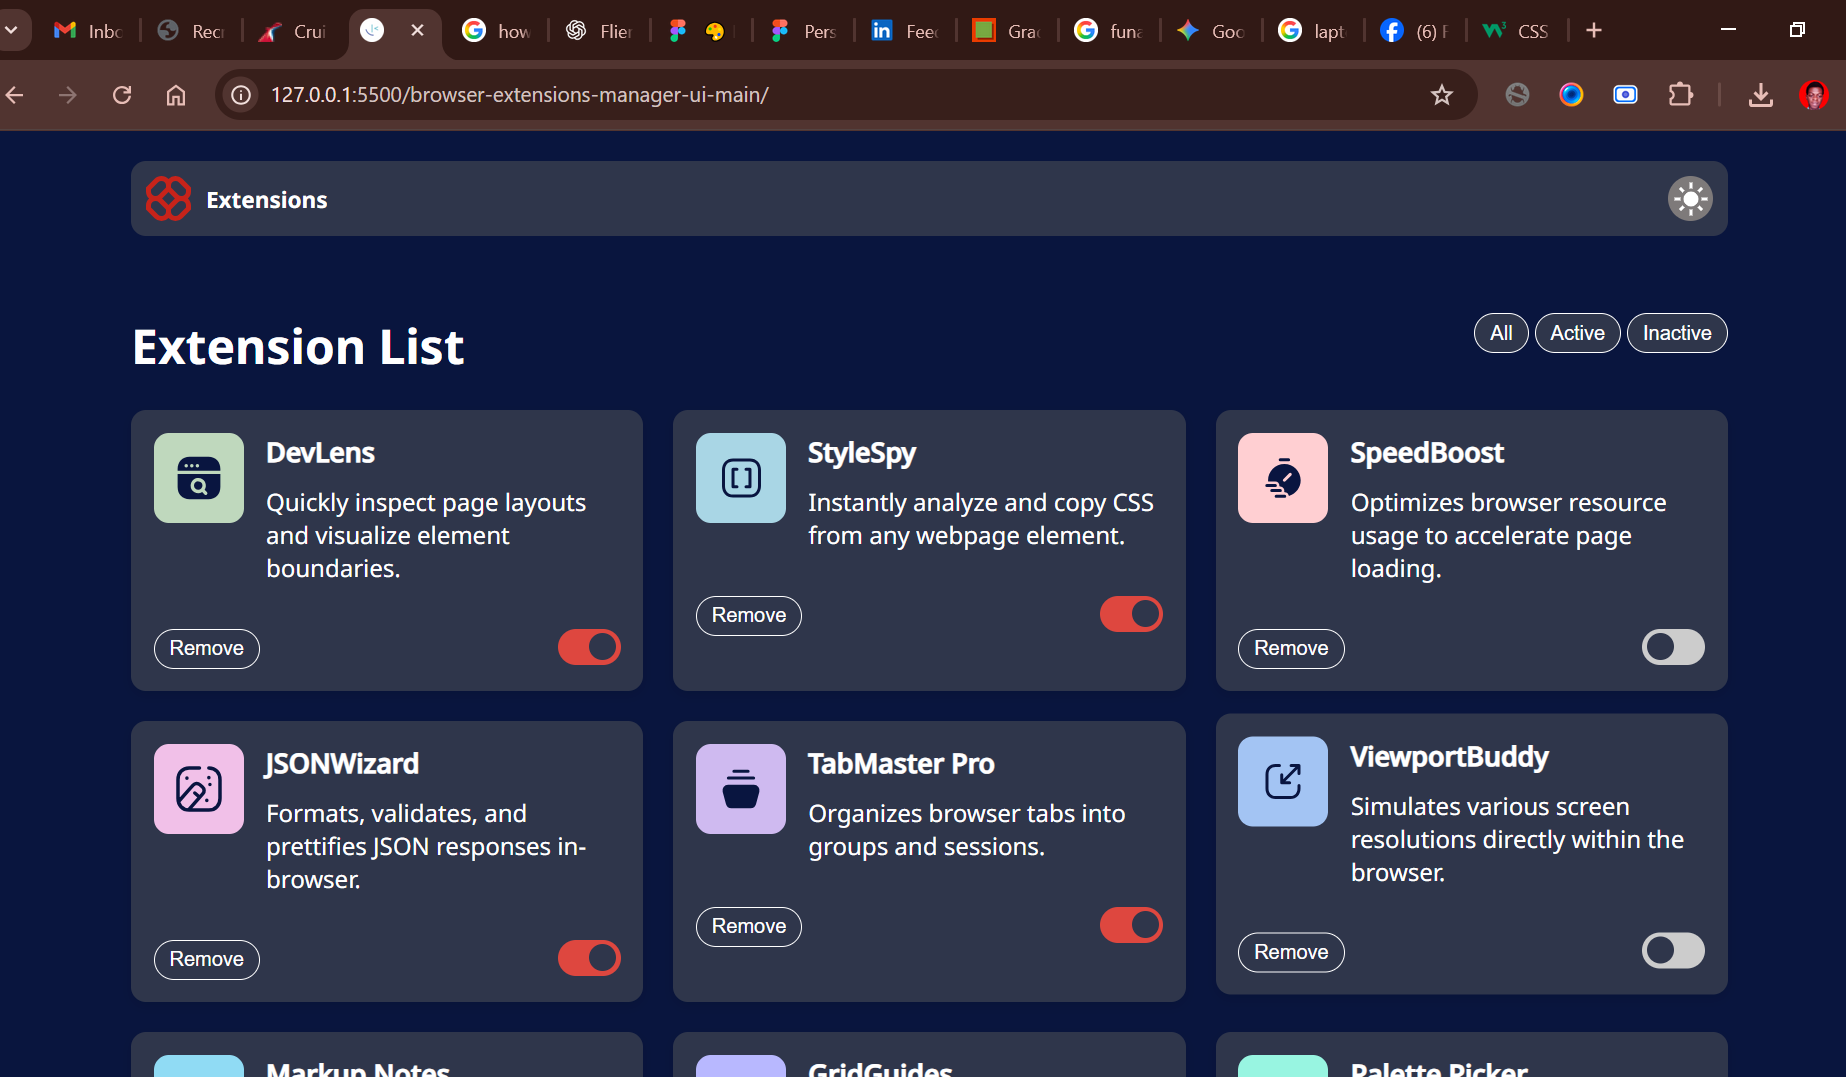 Inbo
Recr
Crui
how
Flier
Pers
Feed
Grad
funa
Goo
lapt
(6) F
CSS
127.0.0.1:5500/browser-extensions-manager-ui-main/
Extensions
Extension List
All
Active
Inactive
DevLens
Quickly inspect page layouts
and visualize element
boundaries.
Remove
StyleSpy
Instantly analyze and copy CSS
from any webpage element.
Remove
SpeedBoost
Optimizes browser resource
usage to accelerate page
loading.
Remove
JSONWizard
Formats, validates, and
prettifies JSON responses in-
browser.
Remove
TabMaster Pro
Organizes browser tabs into
groups and sessions.
Remove
ViewportBuddy
Simulates various screen
resolutions directly within the
browser.
Remove
Markup Notes
GridGuides
Palette Picker